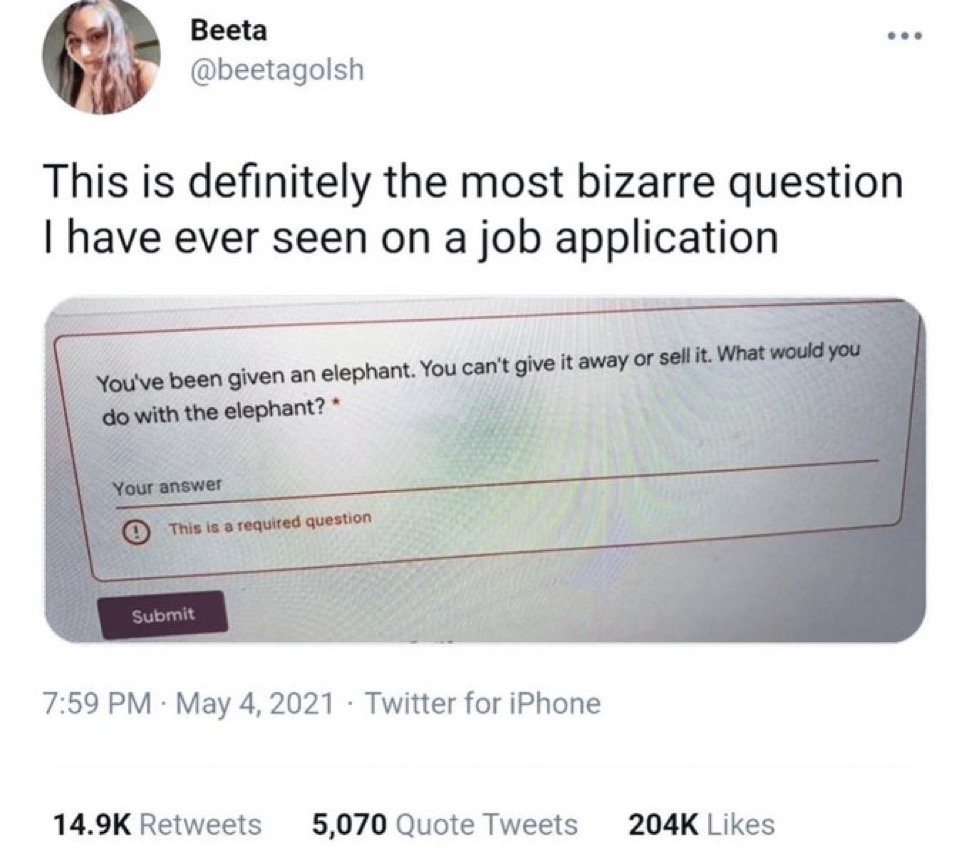 Beeta
@beetagolsh
This is definitely the most bizarre question
I have ever seen on a job application
You've been given an elephant. You can't give it away or sell it. What would you
do with the elephant? *
Your answer
This is a required question
Submit
7:59 PM · May 4, 2021 · Twitter for iPhone
14.9K Retweets 5,070 Quote Tweets 204K Likes